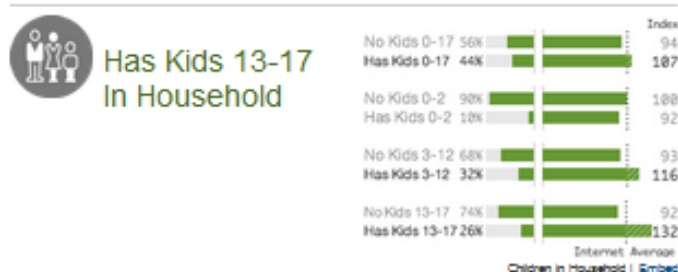 Index
Has Kids 13-17
In Household
No Kids 0-17 56% 94
Has Kids 0-17 44% 107
No Kids 0-2 90% 100
Has Kids 0-2 10% 92
No Kids 3-12 68% 93
Has Kids 3-12 32% 116
No Kids 13-17 74% 92
Has Kids 13-17 26% 132
Internet Average
Children in Household | Embed